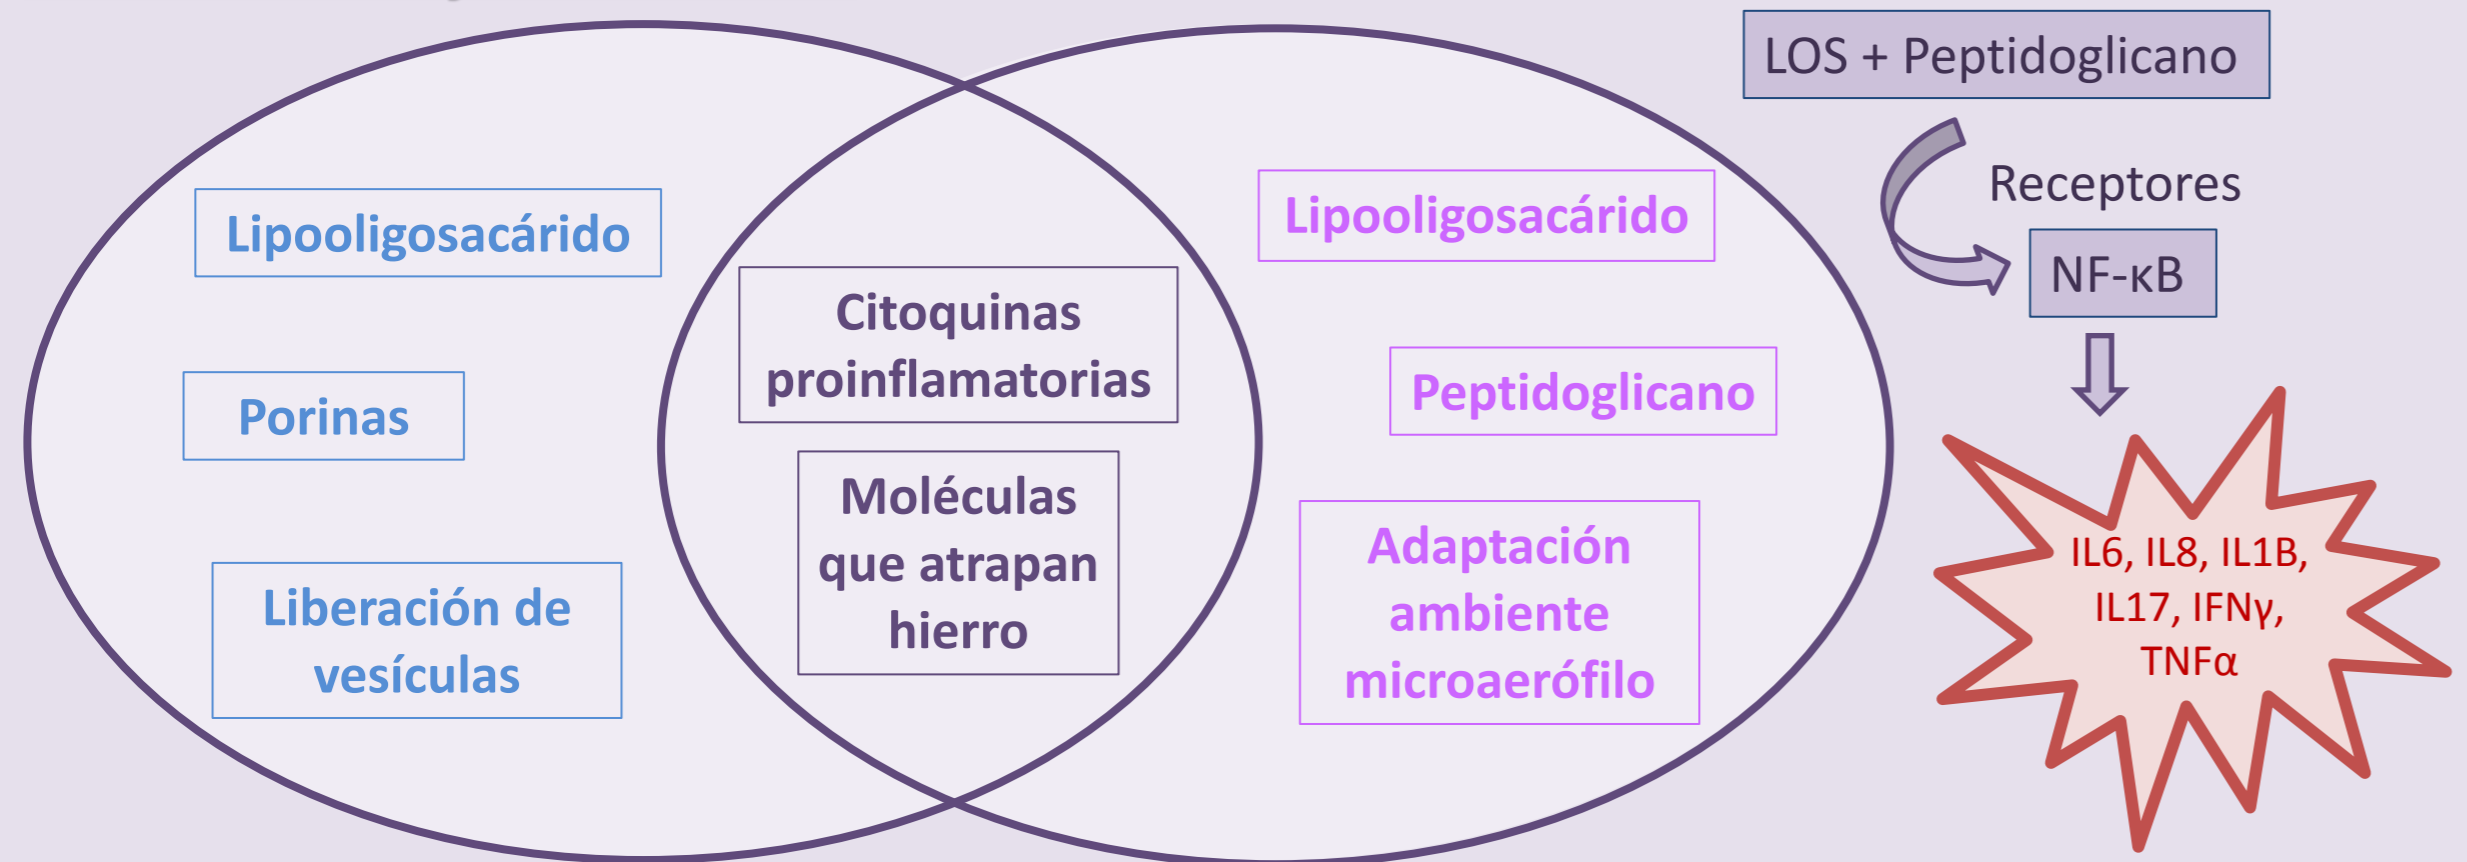 Lipooligosacárido
Porinas
Liberación de
vesículas
Citoquinas
proinflamatorias
Moléculas
que atrapan
hierro
Lipooligosacárido
Peptidoglicano
Adaptación
ambiente
microaerófilo
LOS + Peptidoglicano
Receptores
NF-κB
IL6, IL8, IL1B,
IL17, IFNγ,
TNFα